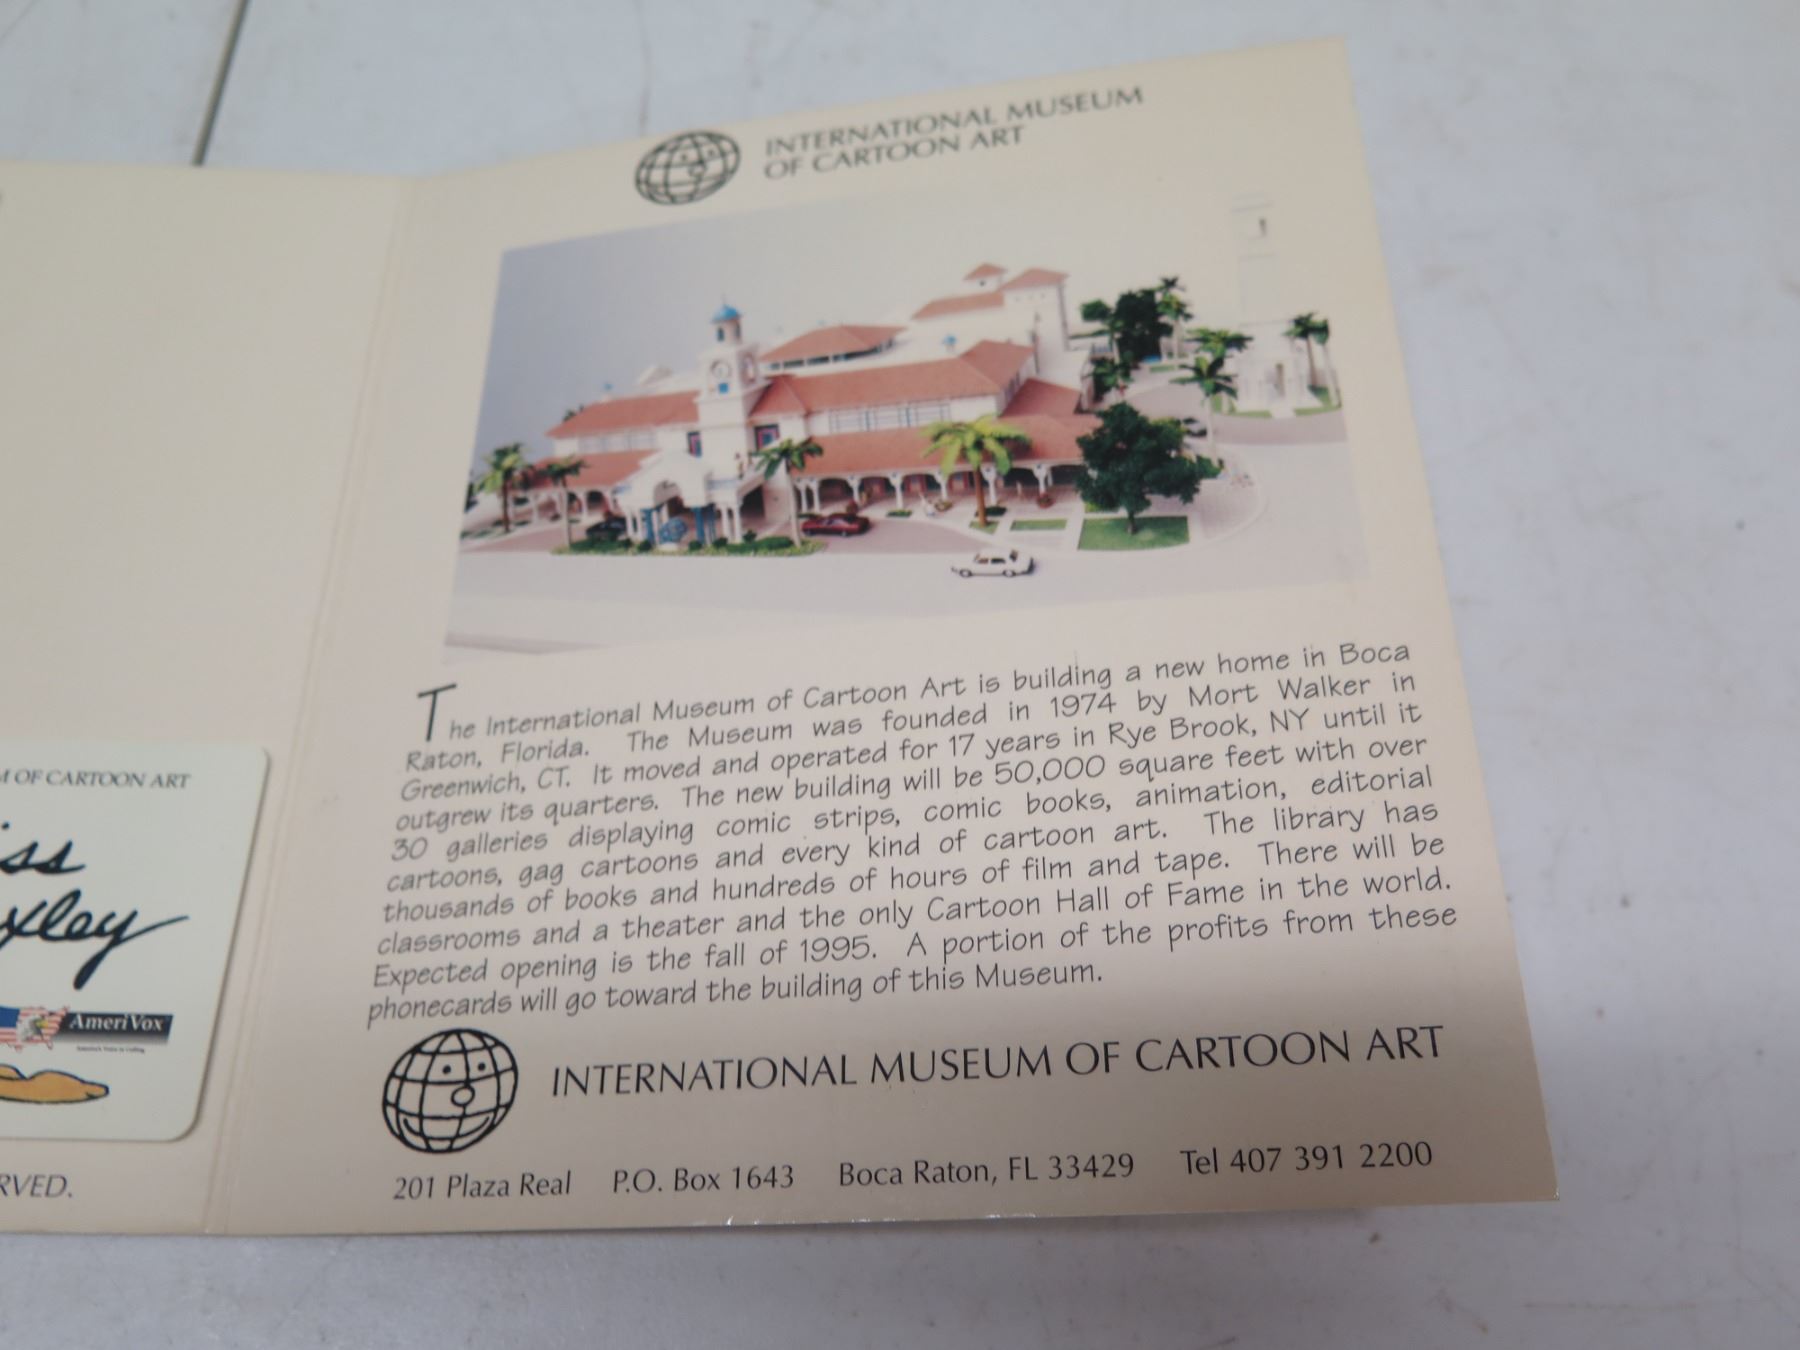 INTERNATIONAL MUSEUM
OF CARTOON ART
The International Museum of Cartoon Art is building a new home in Boca
Raton, Florida. The Museum was founded in 1974 by Mort Walker in
Greenwich, CT. It moved and operated for 17 years in Rye Brook, NY until it
outgrew its quarters. The new building will be 50,000 square feet with over
30 galleries displaying comic strips, comic books, animation, editorial
cartoons, gag cartoons and every kind of cartoon art. The library has
thousands of books and hundreds of hours of film and tape. There will be
classrooms and a theater and the only Cartoon Hall of Fame in the world.
Expected opening is the fall of 1995. A portion of the profits from these
phonecards will go toward the building of this Museum.
INTERNATIONAL MUSEUM OF CARTOON ART
201 Plaza Real P.O. Box 1643 Boca Raton, FL 33429 Tel 407 391 2200
M OF CARTOON ART
iss
xley
AmeriVox
America's Voice in Calling
RVED.